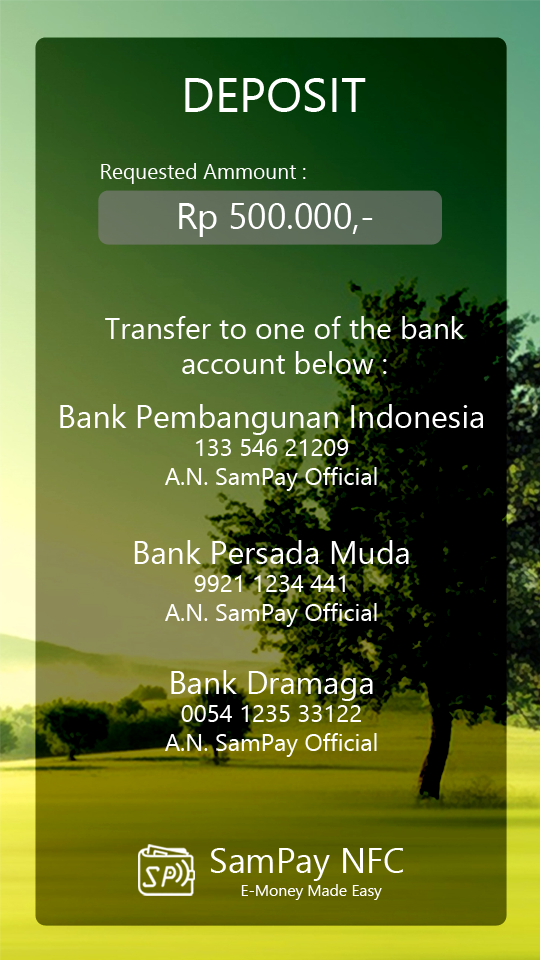 DEPOSIT
Requested Ammount :
Rp 500.000,-
Transfer to one of the bank
account below :
Bank Pembangunan Indonesia
133 546 21209
A.N. SamPay Official
Bank Persada Muda
9921 1234 441
A.N. SamPay Official
Bank Dramaga
0054 1235 33122
A.N. SamPay Official
SP
SamPay NFC
E-Money Made Easy